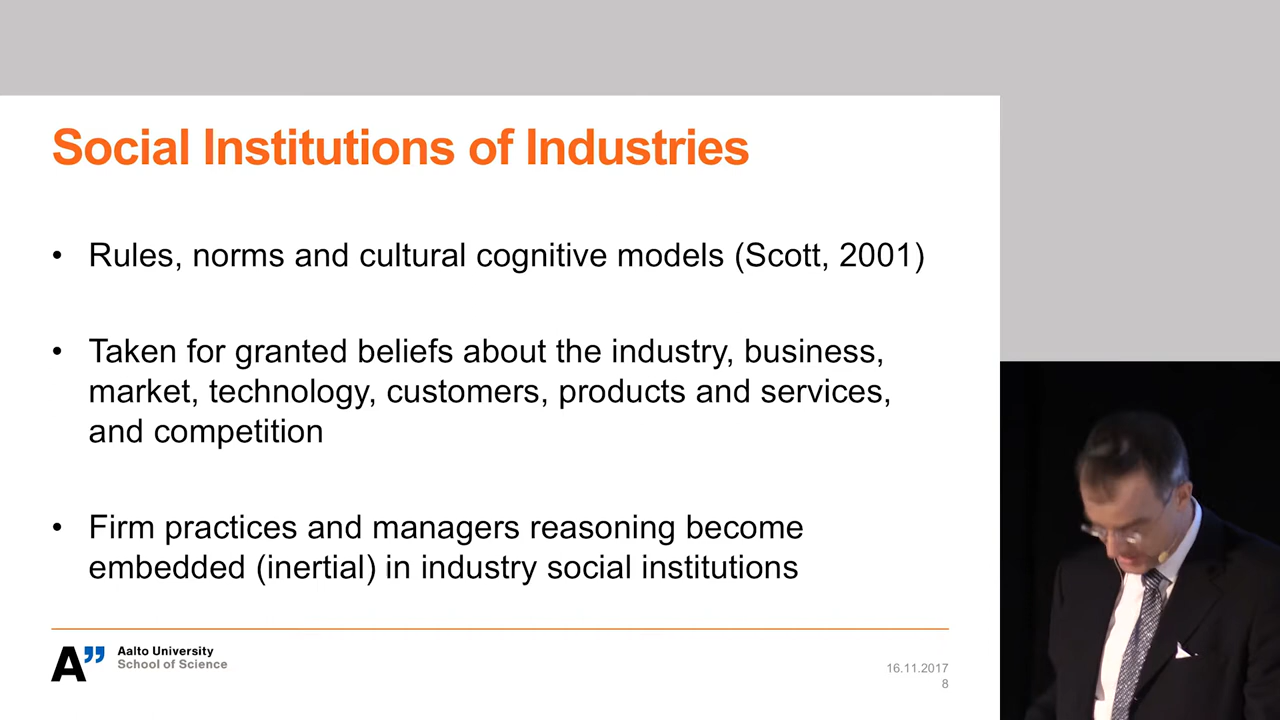 Social Institutions of Industries
• Rules, norms and cultural cognitive models (Scott, 2001)
• Taken for granted beliefs about the industry, business,
market, technology, customers, products and services,
and competition
• Firm practices and managers reasoning become
embedded (inertial) in industry social institutions
A”
Aalto University
School of Science
16.11.2017
8